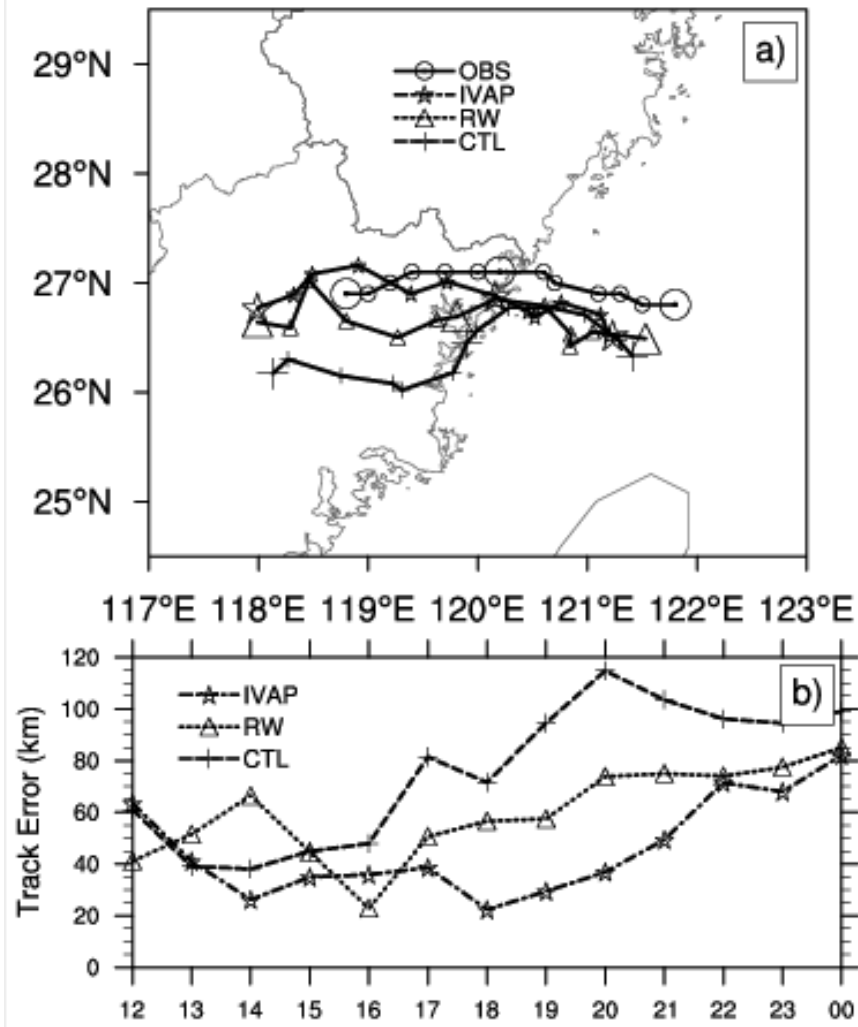 a)
OBS
IVAP
RW
CTL
29°N
28°N
27°N
26°N
25°N
117°E 118°E 119°E 120°E 121°E 122°E 123°E
b)
IVAP
RW
CTL
Track Error (km)
120
100
80
60
40
20
0
12 13 14 15 16 17 18 19 20 21 22 23 00